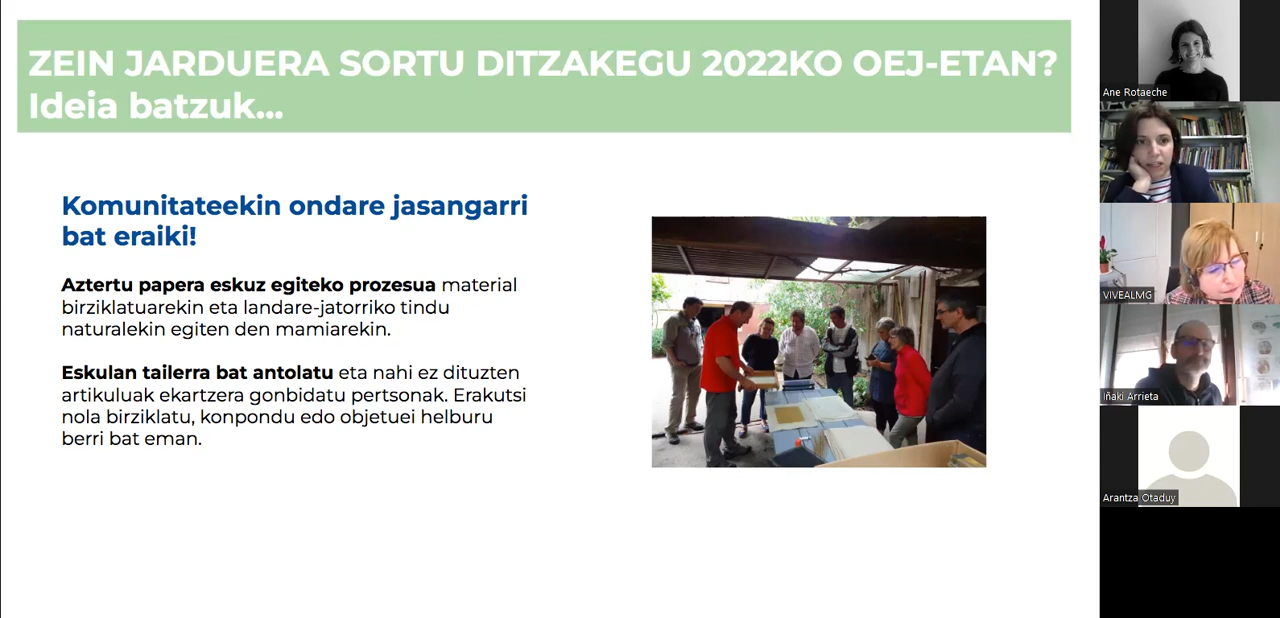 ZEIN JARDUERA SORTU DITZAKEGU 2022KO OEJ-ETAN?
Ideia batzuk...
Komunitateekin ondare jasangarri
bat eraiki!
Aztertu papera eskuz egiteko prozesua material
birziklatuarekin eta landare-jatorriko tindu
naturalekin egiten den mamiarekin.
Eskulan tailerra bat antolatu eta nahi ez dituzten
artikuluak ekartzera gonbidatu pertsonak. Erakutsi
nola birziklatu, konpondu edo objetuei helburu
berri bat eman.
Ane Rotaeche
VIVEALMG
Iñaki Arrieta
Arantza Otaduy